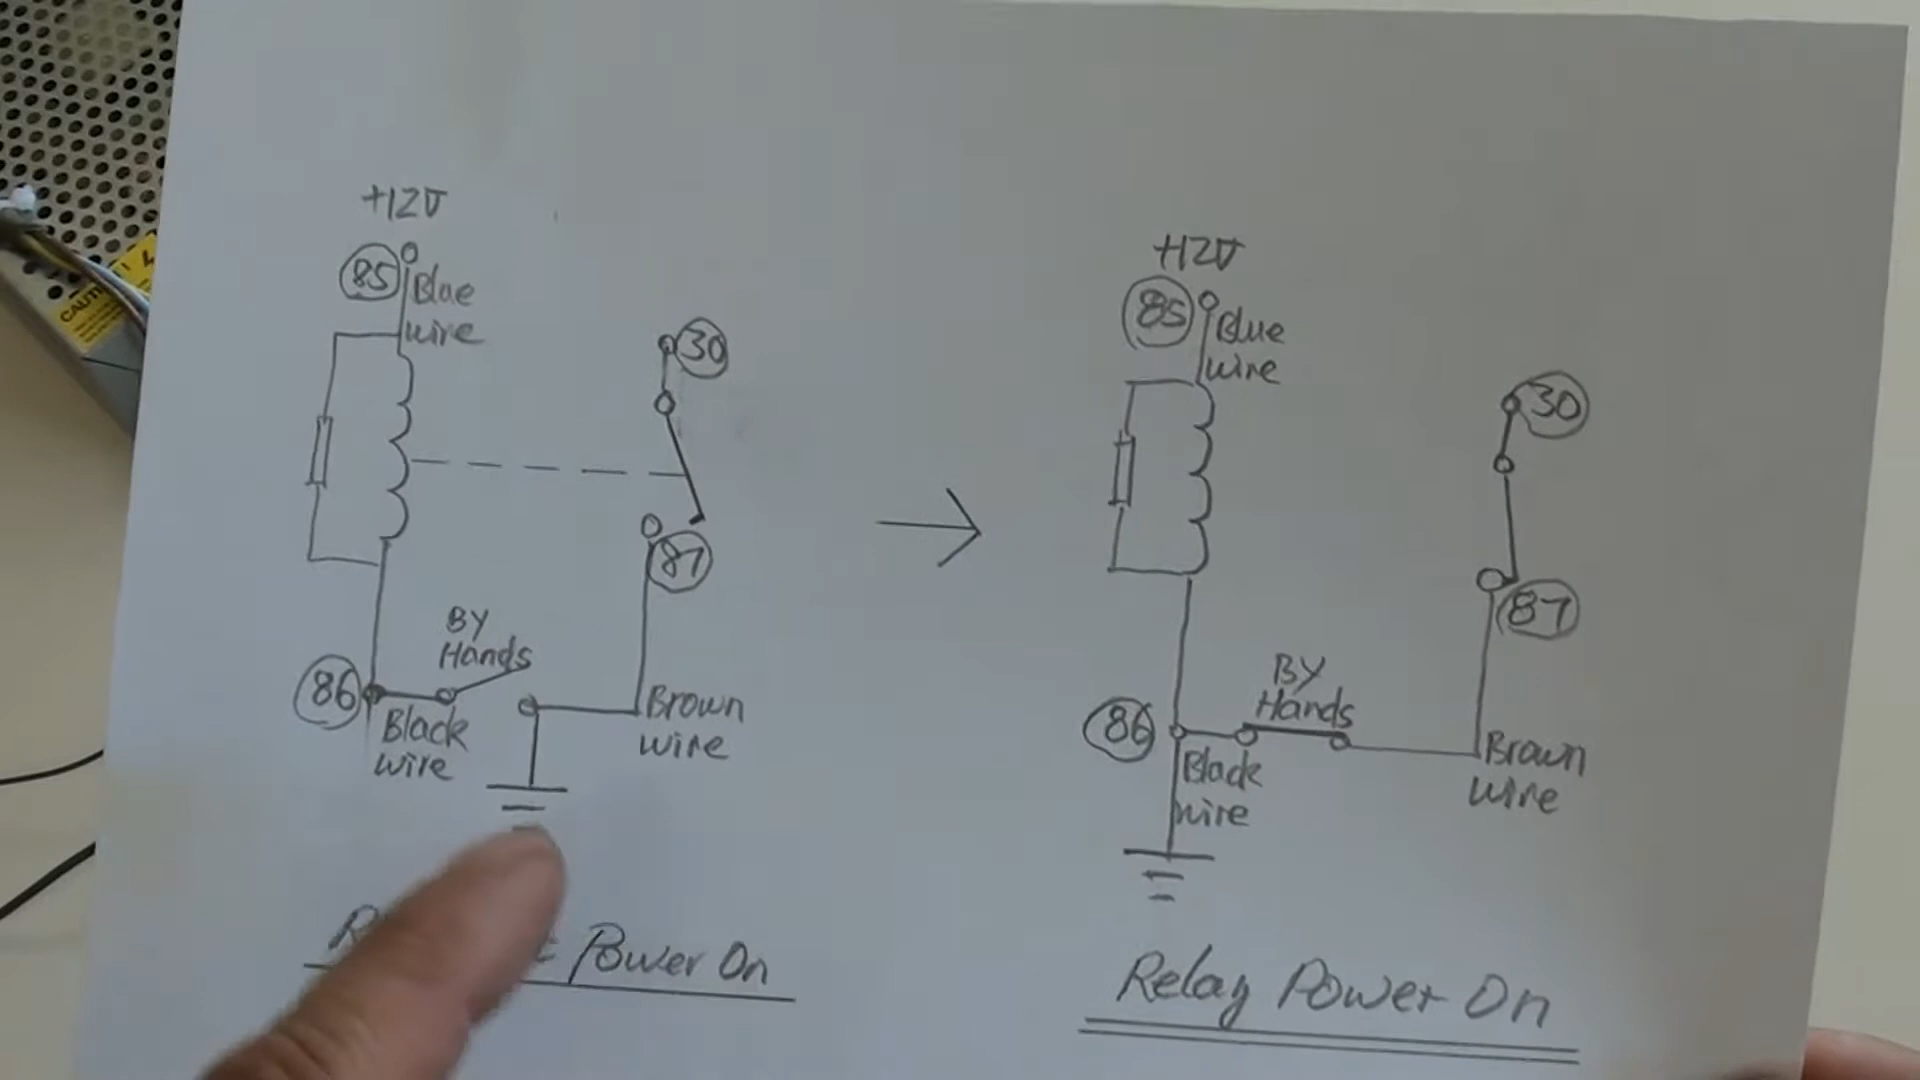 +12V
85
Blue
wire
30
87
BY
Hands
86
Black
wire
Brown
wire
Power On
+12V
85
Blue
wire
30
87
BY
Hands
86
Black
wire
Brown
wire
Relay Power On
CAUTI